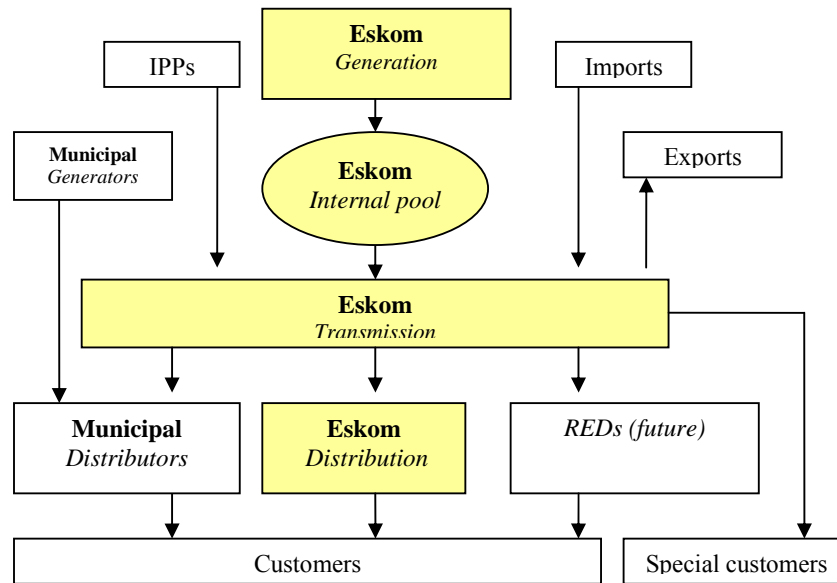 Eskom
Generation
IPPs
Imports
Municipal
Generators
Eskom
Internal pool
Exports
Eskom
Transmission
Municipal
Distributors
Eskom
Distribution
REDs (future)
Customers
Special customers